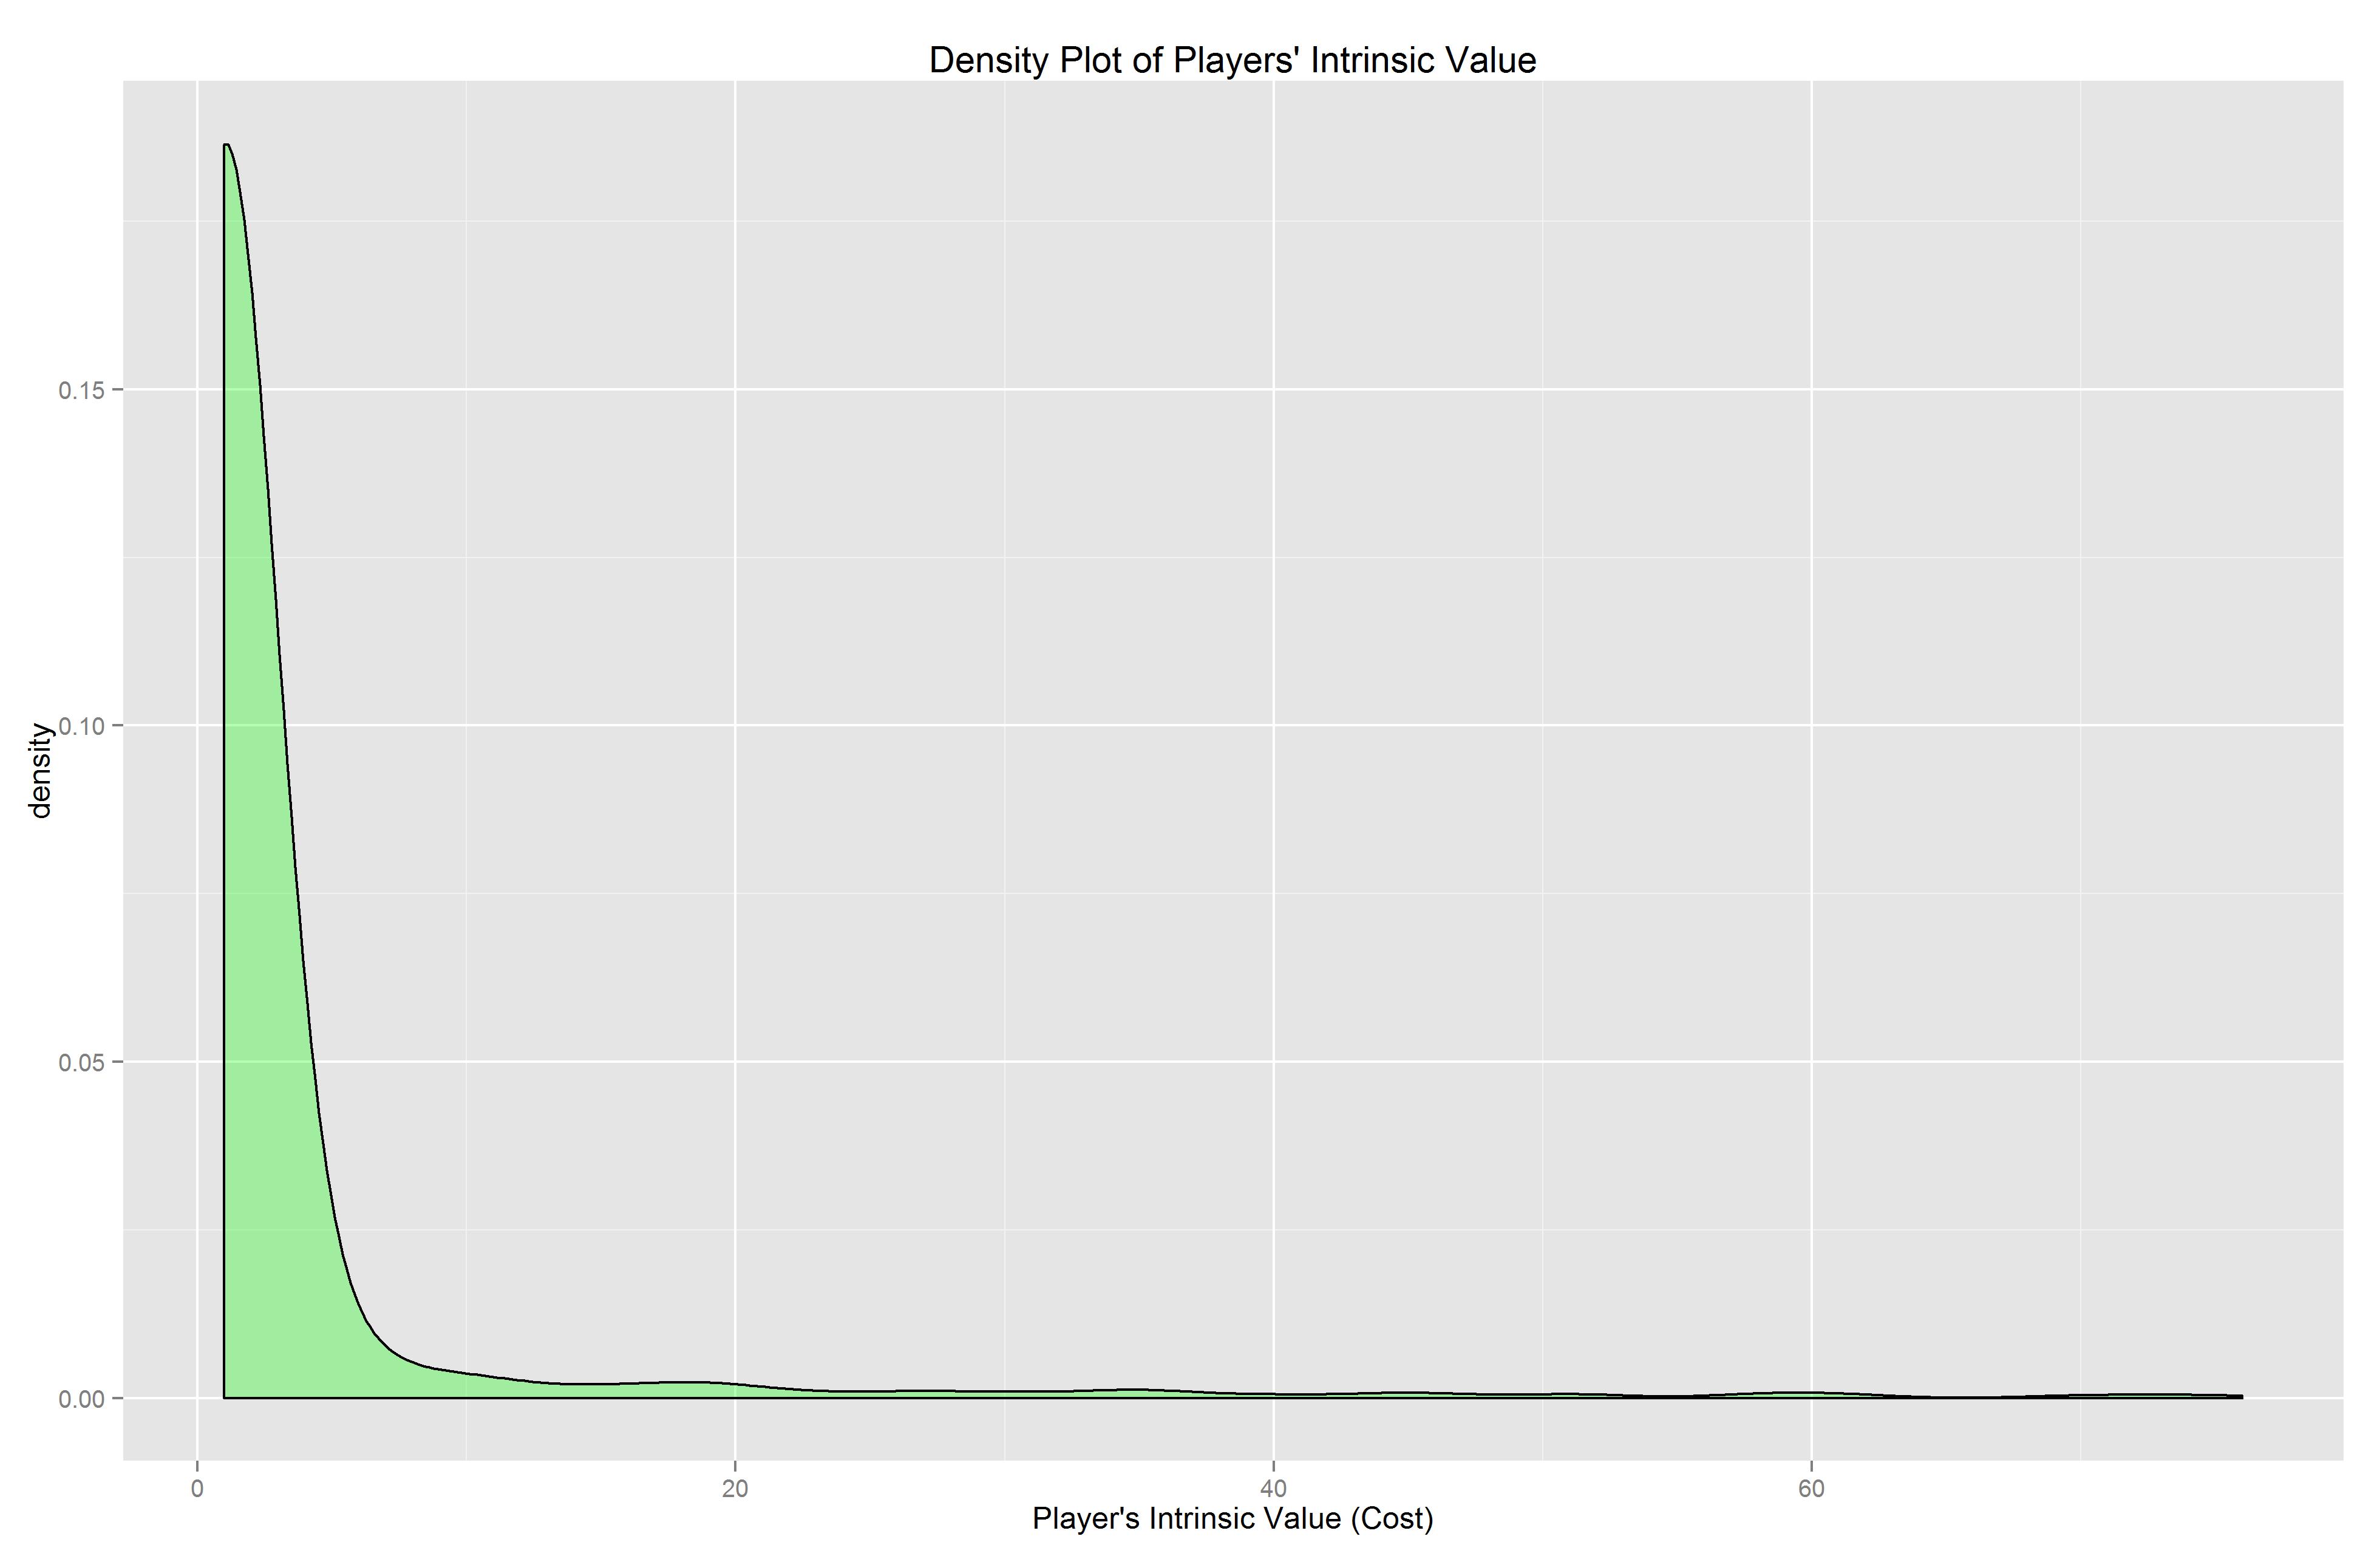 Density Plot of Players' Intrinsic Value
density
0.15
0.10
0.05
0.00
0 20 40 60
Player's Intrinsic Value (Cost)